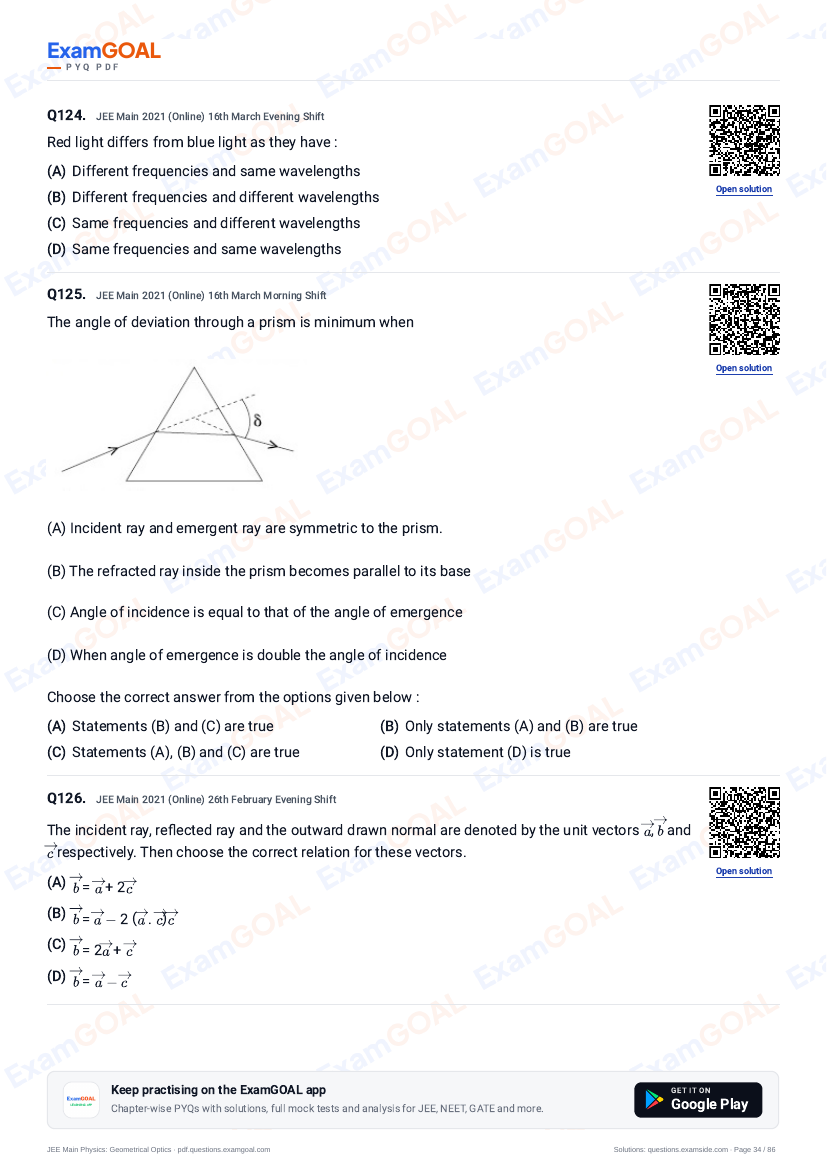 ExamGOAL
PYQ PDF
Q124. JEE Main 2021 (Online) 16th March Evening Shift
Red light differs from blue light as they have :
(A) Different frequencies and same wavelengths
(B) Different frequencies and different wavelengths
(C) Same frequencies and different wavelengths
(D) Same frequencies and same wavelengths
Open solution
Q125. JEE Main 2021 (Online) 16th March Morning Shift
The angle of deviation through a prism is minimum when
Open solution
δ
(A) Incident ray and emergent ray are symmetric to the prism.
(B) The refracted ray inside the prism becomes parallel to its base
(C) Angle of incidence is equal to that of the angle of emergence
(D) When angle of emergence is double the angle of incidence
Choose the correct answer from the options given below :
(A) Statements (B) and (C) are true (B) Only statements (A) and (B) are true
(C) Statements (A), (B) and (C) are true (D) Only statement (D) is true
Q126. JEE Main 2021 (Online) 26th February Evening Shift
The incident ray, reflected ray and the outward drawn normal are denoted by the unit vectors a⃗, b⃗ and
c⃗ respectively. Then choose the correct relation for these vectors.
Open solution
(A) b⃗ = a⃗ + 2c⃗
(B) b⃗ = a⃗ − 2 (a⃗ . c⃗)c⃗
(C) b⃗ = 2a⃗ + c⃗
(D) b⃗ = a⃗ − c⃗
Keep practising on the ExamGOAL app
Chapter-wise PYQs with solutions, full mock tests and analysis for JEE, NEET, GATE and more.
ExamGOAL
GET IT ON
Google Play
JEE Main Physics: Geometrical Optics · pdf.questions.examgoal.com Solutions: questions.examside.com · Page 34 / 86